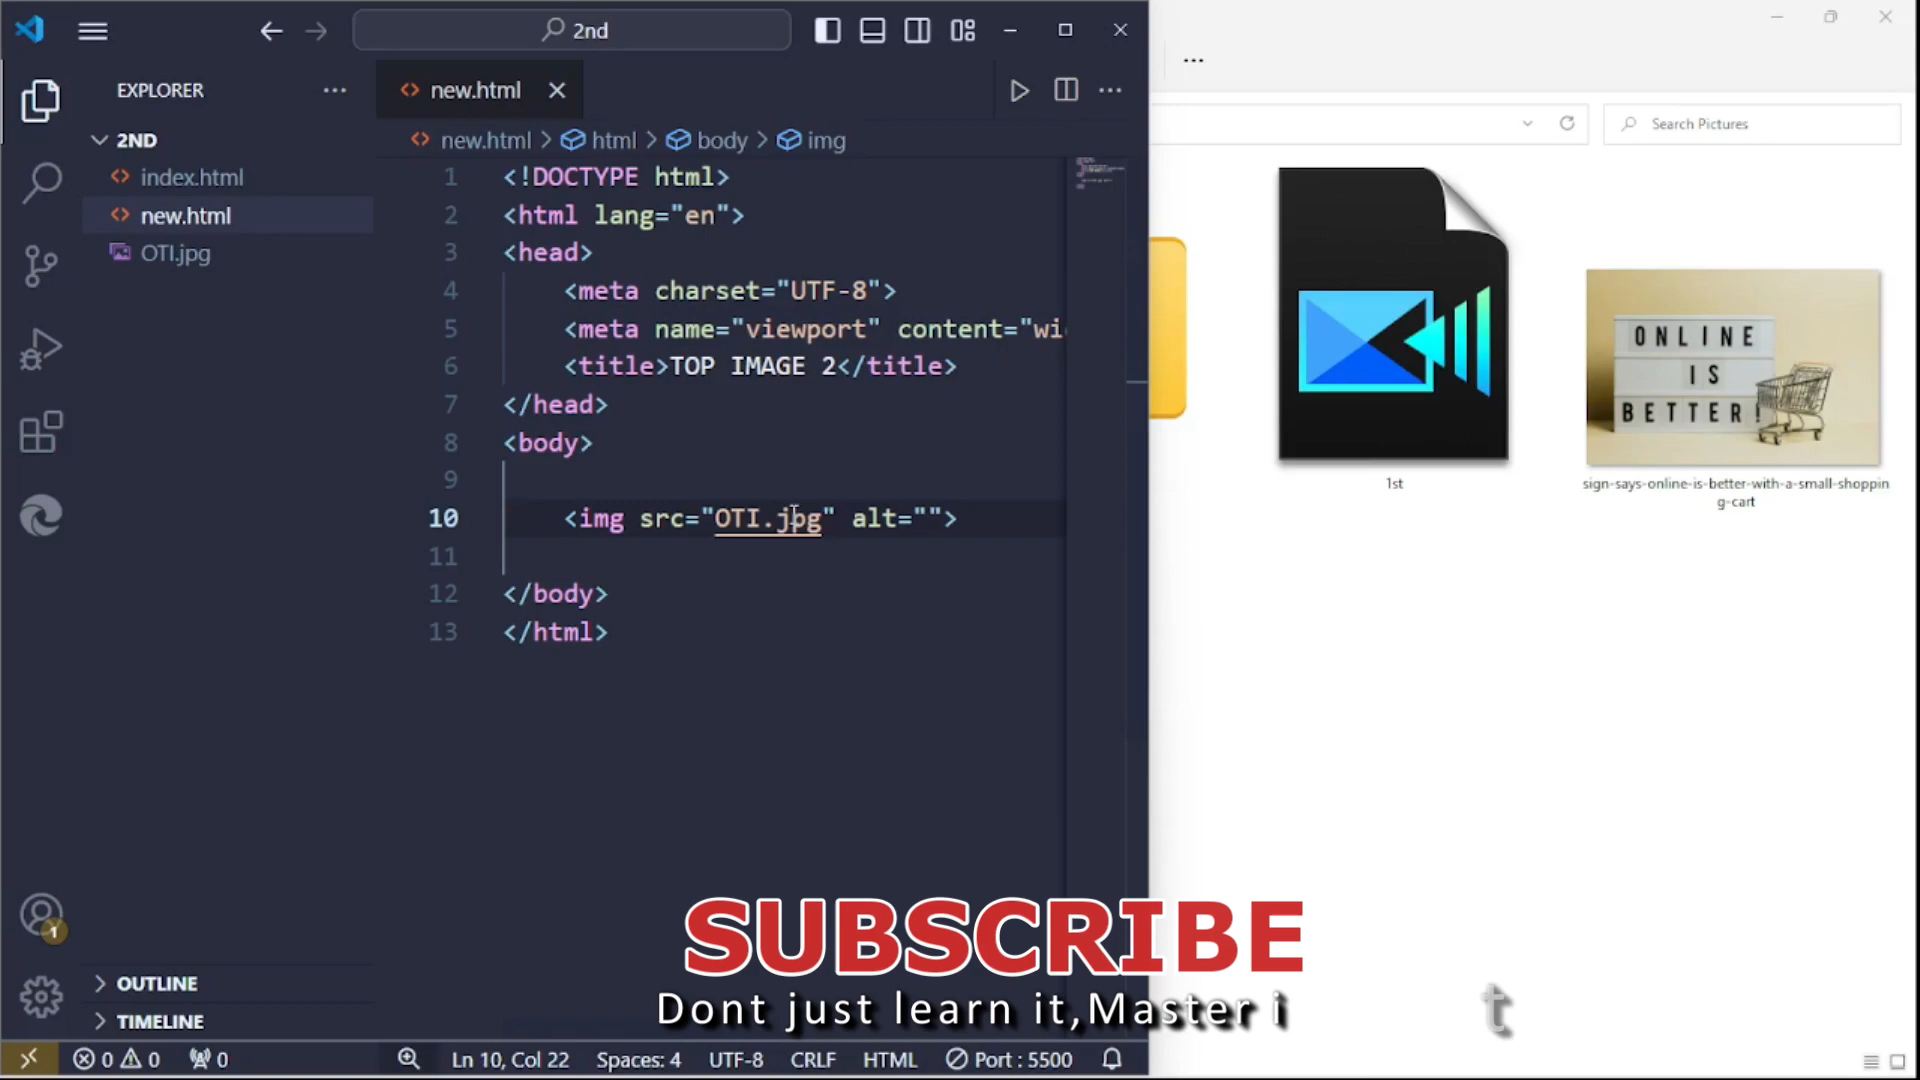 2nd
EXPLORER
new.html
new.html > html > body > img
2ND
index.html
new.html
OTI.jpg
1 <!DOCTYPE html>
2 <html lang="en">
3 <head>
4 <meta charset="UTF-8">
5 <meta name="viewport" content="wi
6 <title>TOP IMAGE 2</title>
7 </head>
8 <body>
9
10 <img src="OTI.jpg" alt="">
11
12 </body>
13 </html>
Search Pictures
ONLINE
IS
BETTER!
1st
sign-says-online-is-better-with-a-small-shoppin
g-cart
SUBSCRIBE
Dont just learn it,Master i t
1
OUTLINE
TIMELINE
0 0 0 Ln 10, Col 22 Spaces: 4 UTF-8 CRLF HTML Port : 5500